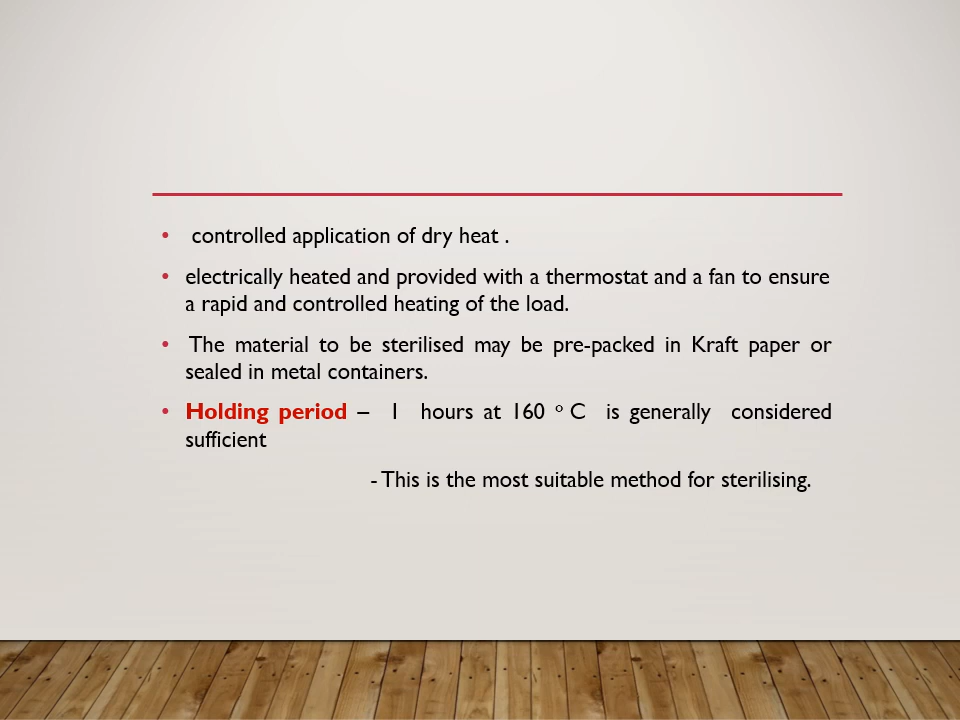 • controlled application of dry heat .
• electrically heated and provided with a thermostat and a fan to ensure
a rapid and controlled heating of the load.
• The material to be sterilised may be pre-packed in Kraft paper or
sealed in metal containers.
• Holding period – 1 hours at 160 º C is generally considered
sufficient
- This is the most suitable method for sterilising.